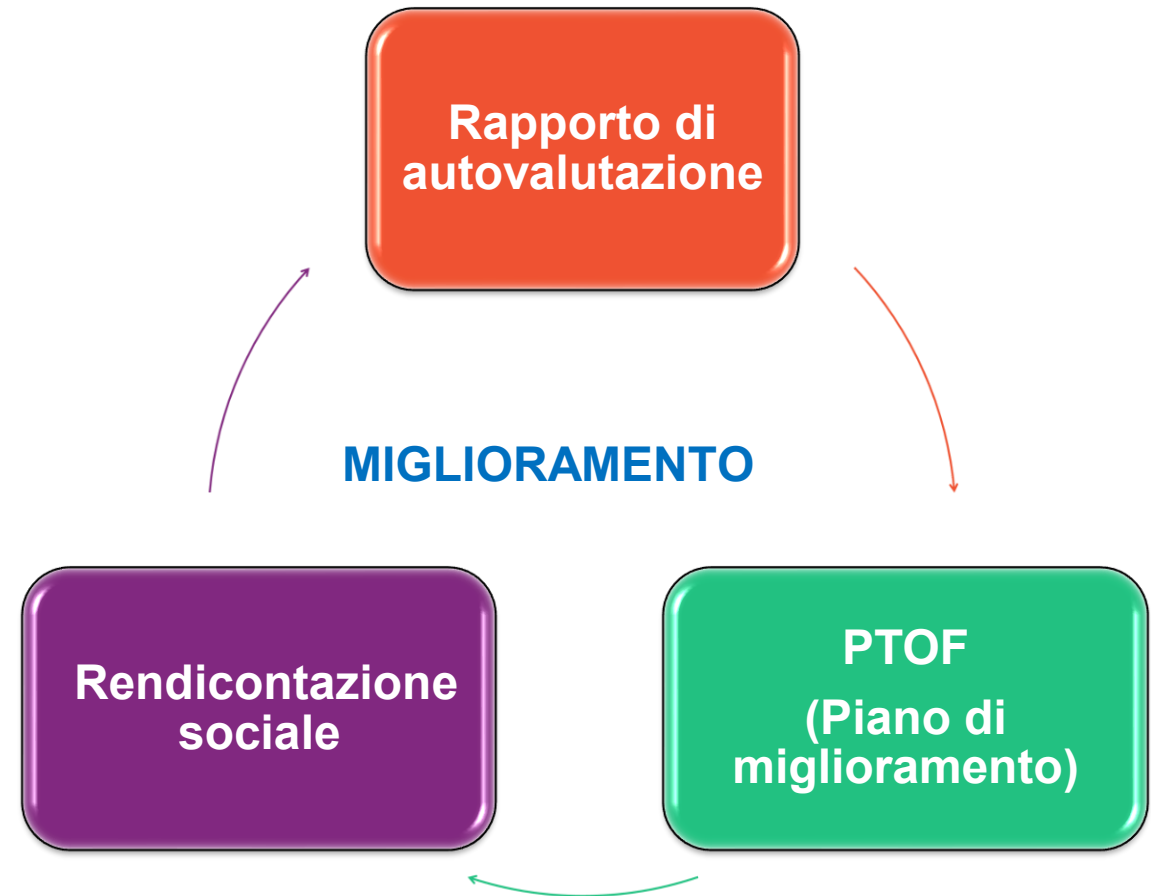 Rapporto di
autovalutazione
MIGLIORAMENTO
Rendicontazione
sociale
PTOF
(Piano di
miglioramento)